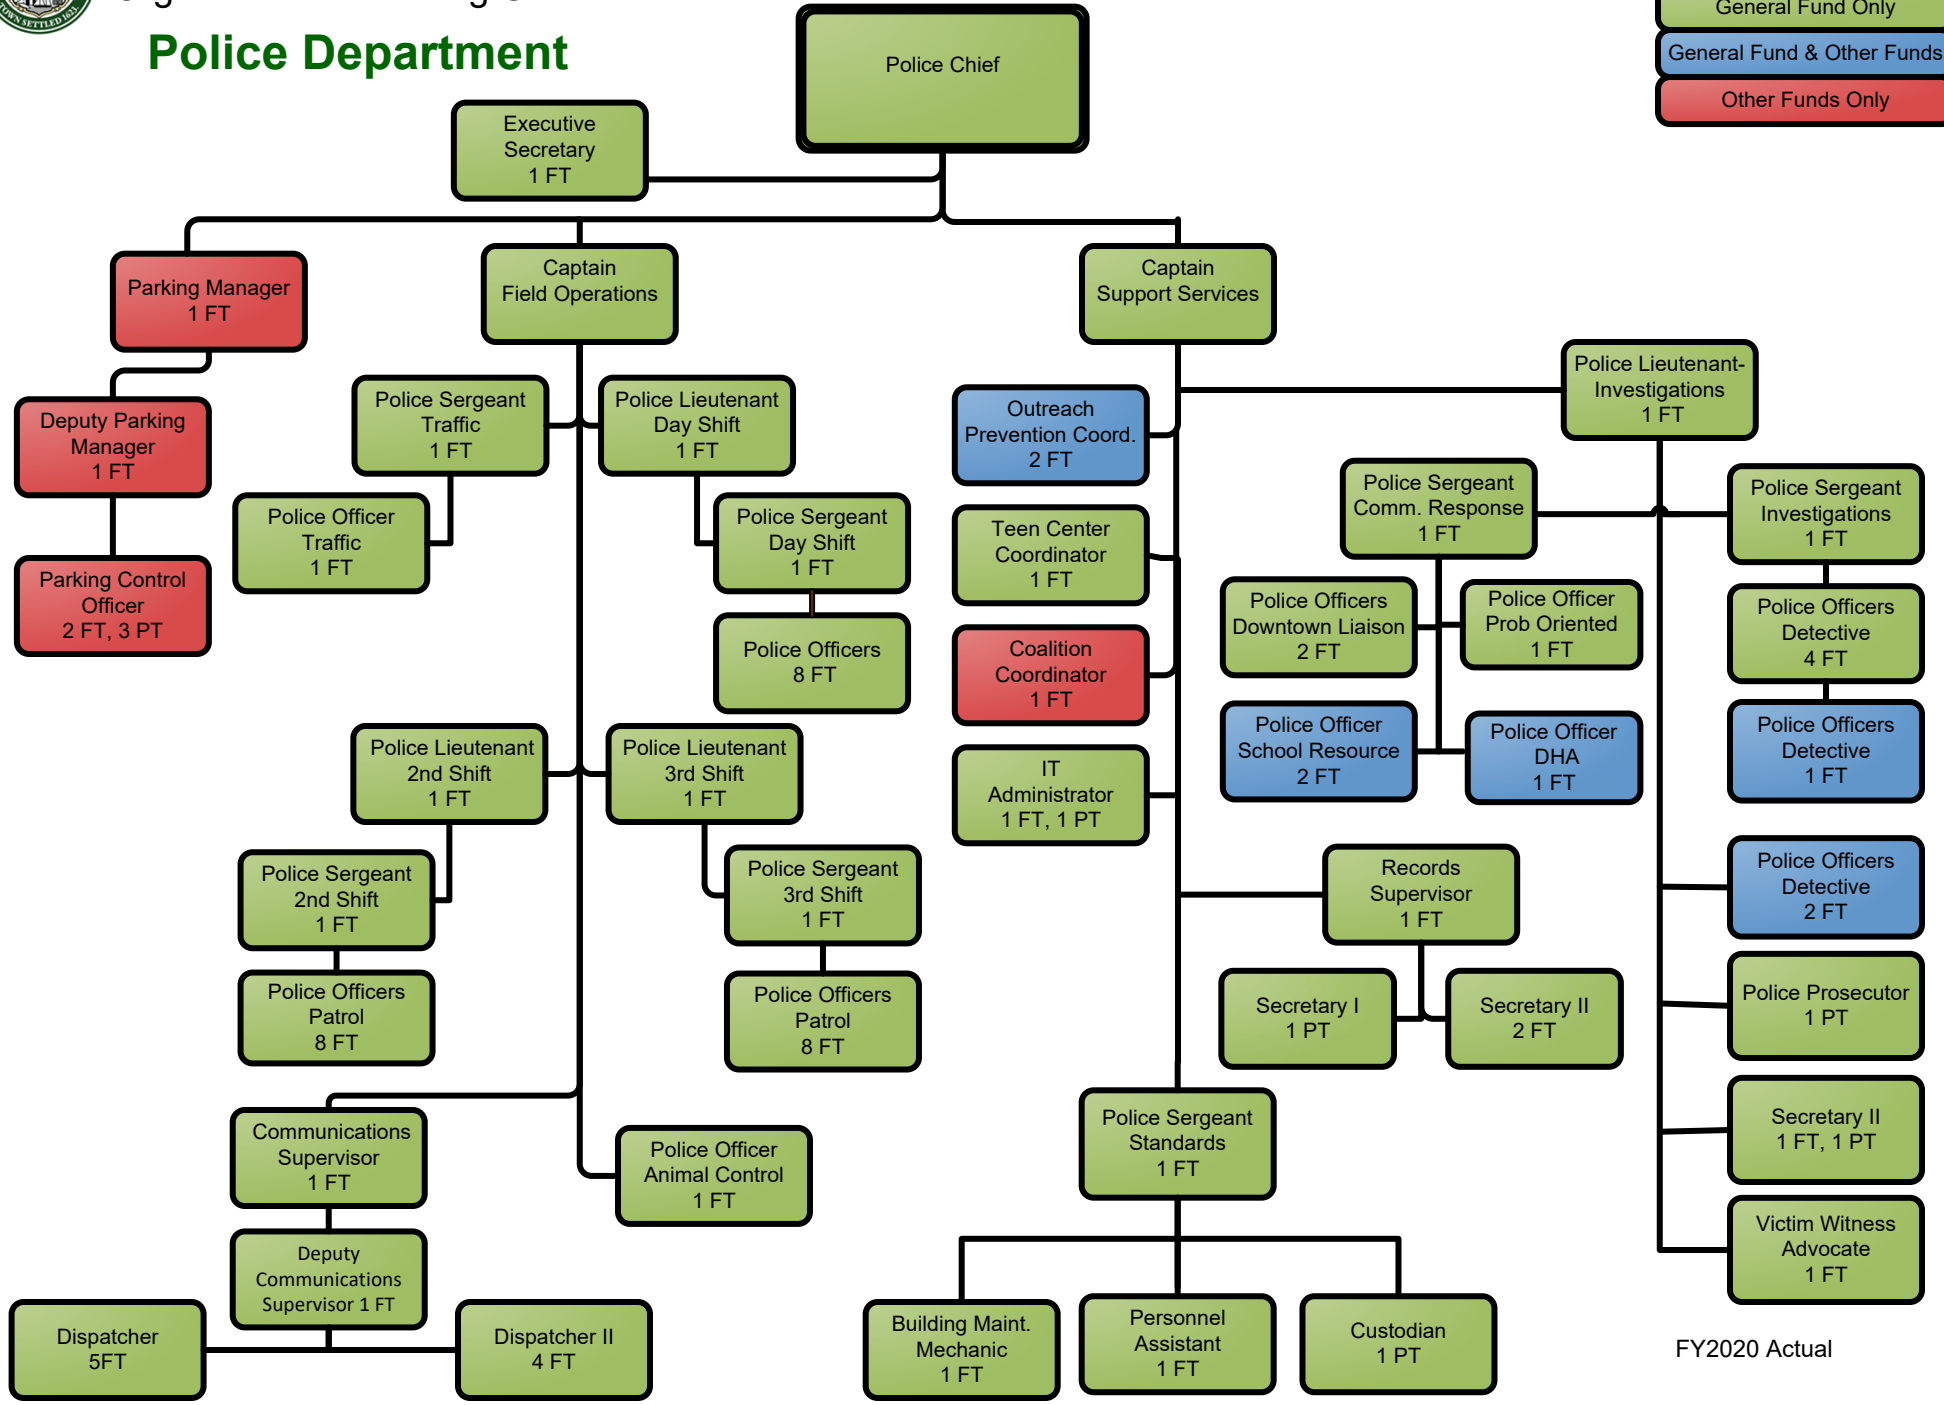 TOWN SETTLED 1623
Police Department
General Fund Only
General Fund & Other Funds
Other Funds Only
Police Chief
Executive
Secretary
1 FT
Parking Manager
1 FT
Captain
Field Operations
Captain
Support Services
Deputy Parking
Manager
1 FT
Parking Control
Officer
2 FT, 3 PT
Police Sergeant
Traffic
1 FT
Police Officer
Traffic
1 FT
Police Lieutenant
Day Shift
1 FT
Police Sergeant
Day Shift
1 FT
Police Officers
8 FT
Police Lieutenant
2nd Shift
1 FT
Police Sergeant
2nd Shift
1 FT
Police Officers
Patrol
8 FT
Police Lieutenant
3rd Shift
1 FT
Police Sergeant
3rd Shift
1 FT
Police Officers
Patrol
8 FT
Communications
Supervisor
1 FT
Deputy
Communications
Supervisor 1 FT
Dispatcher
5FT
Dispatcher II
4 FT
Police Officer
Animal Control
1 FT
Outreach
Prevention Coord.
2 FT
Teen Center
Coordinator
1 FT
Coalition
Coordinator
1 FT
IT
Administrator
1 FT, 1 PT
Police Lieutenant-
Investigations
1 FT
Police Sergeant
Comm. Response
1 FT
Police Officers
Downtown Liaison
2 FT
Police Officer
Prob Oriented
1 FT
Police Officer
School Resource
2 FT
Police Officer
DHA
1 FT
Police Sergeant
Investigations
1 FT
Police Officers
Detective
4 FT
Police Officers
Detective
1 FT
Police Officers
Detective
2 FT
Police Prosecutor
1 PT
Secretary II
1 FT, 1 PT
Victim Witness
Advocate
1 FT
Records
Supervisor
1 FT
Secretary I
1 PT
Secretary II
2 FT
Police Sergeant
Standards
1 FT
Building Maint.
Mechanic
1 FT
Personnel
Assistant
1 FT
Custodian
1 PT
FY2020 Actual